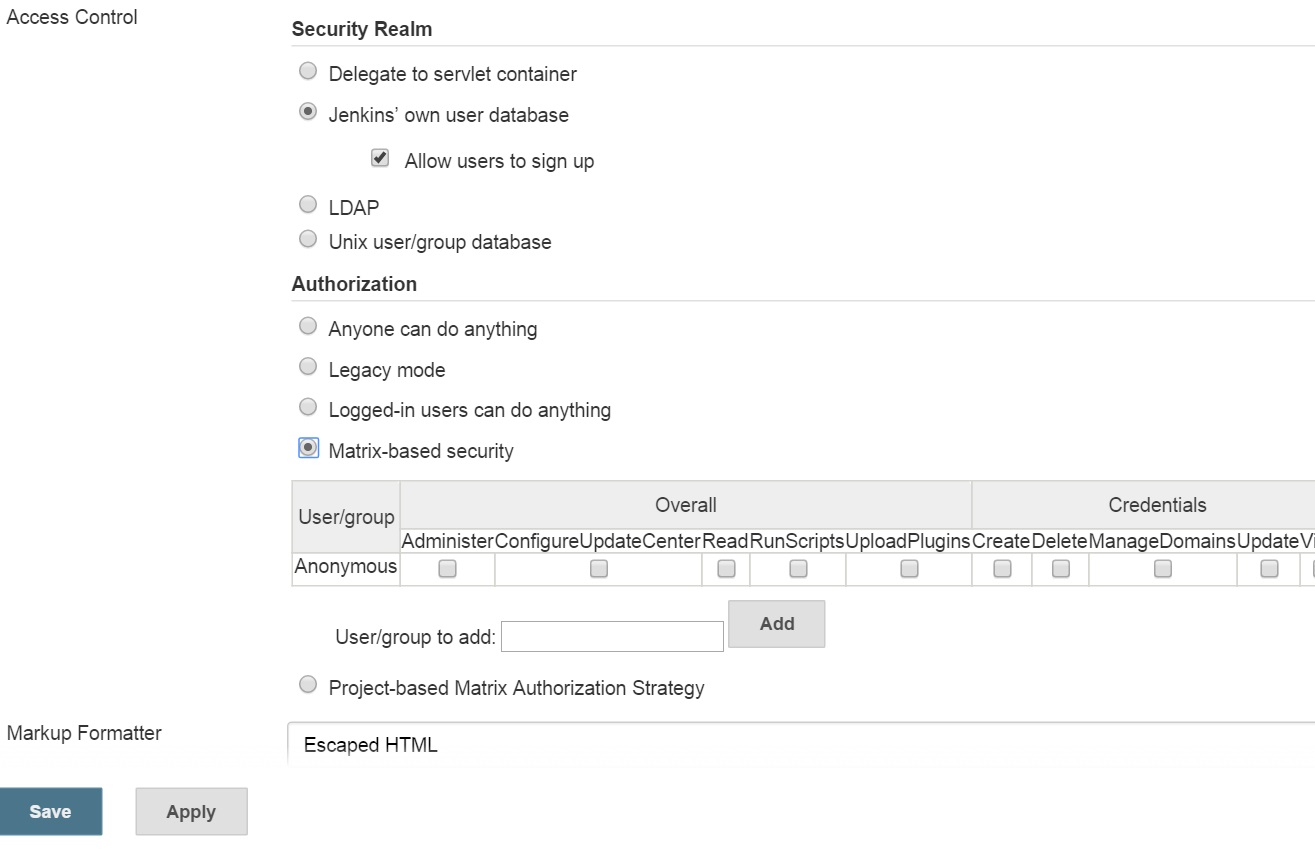 Access Control
Security Realm
Delegate to servlet container
Jenkins’ own user database
Allow users to sign up
LDAP
Unix user/group database
Authorization
Anyone can do anything
Legacy mode
Logged-in users can do anything
Matrix-based security
User/group Overall Credentials
Administer ConfigureUpdateCenter Read RunScripts UploadPlugins Create Delete ManageDomains Update Vi
Anonymous
User/group to add: Add
Project-based Matrix Authorization Strategy
Markup Formatter
Escaped HTML
Save Apply